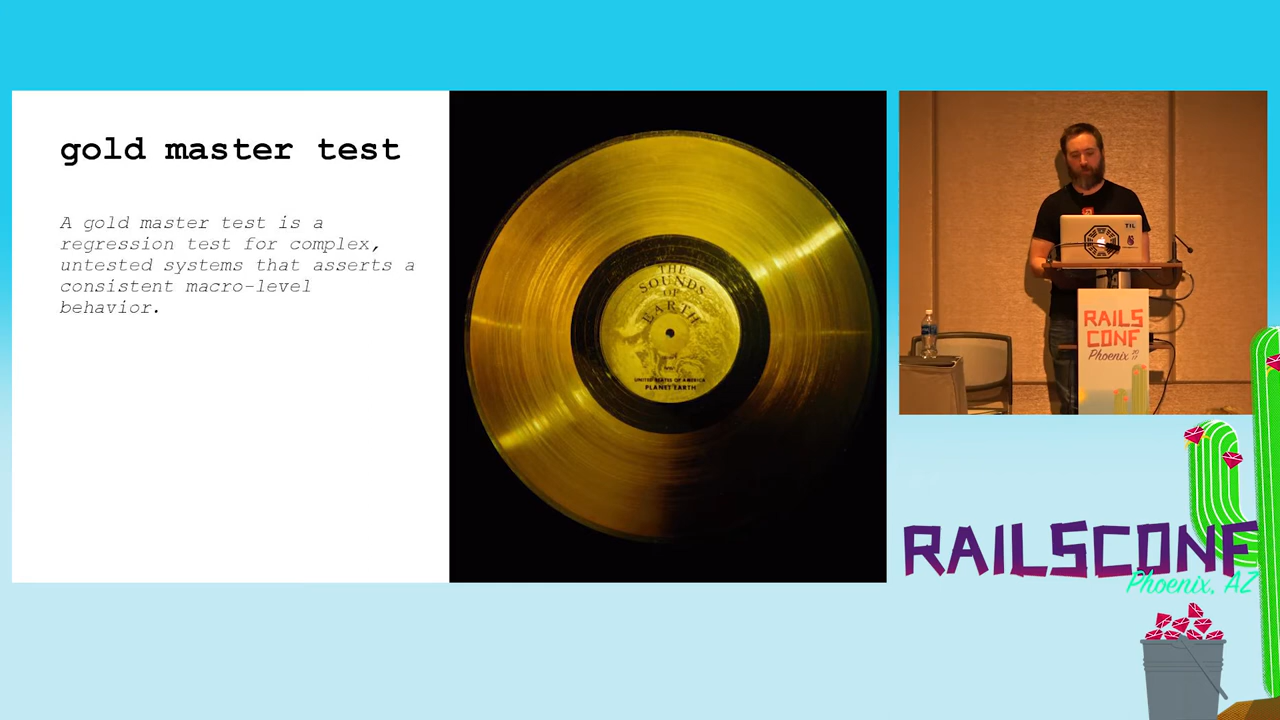 gold master test
A gold master test is a
regression test for complex,
untested systems that asserts a
consistent macro-level
behavior.
THE
SOUNDS
OF
EARTH
UNITED STATES OF AMERICA
PLANET EARTH
TIL
RAILS
CONF
Phoenix
RAILSCONF
Phoenix, AZ